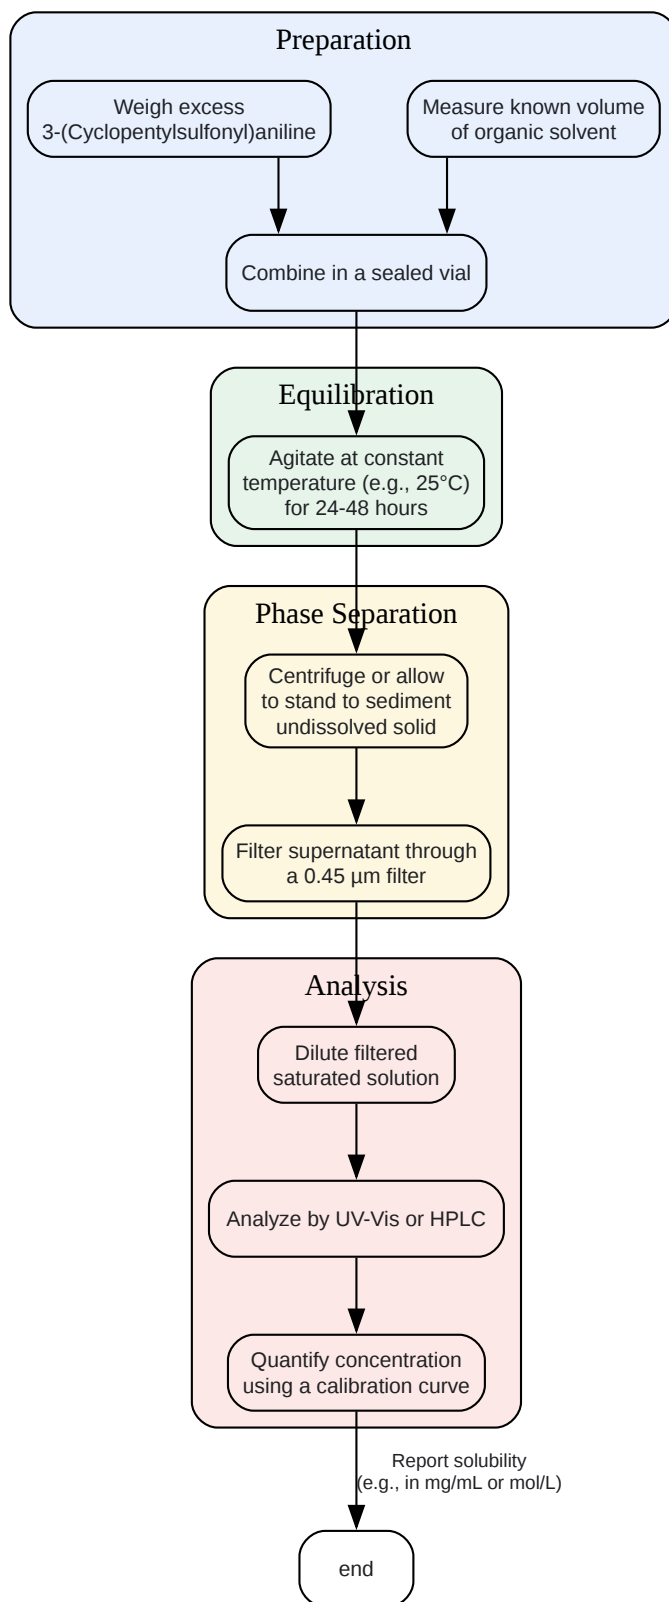 Preparation
Weigh excess
3-(Cyclopentylsulfonyl)aniline
Measure known volume
of organic solvent
Combine in a sealed vial
Equilibration
Agitate at constant
temperature (e.g., 25°C)
for 24-48 hours
Phase Separation
Centrifuge or allow
to stand to sediment
undissolved solid
Filter supernatant through
a 0.45 µm filter
Analysis
Dilute filtered
saturated solution
Analyze by UV-Vis or HPLC
Quantify concentration
using a calibration curve
Report solubility
(e.g., in mg/mL or mol/L)
end